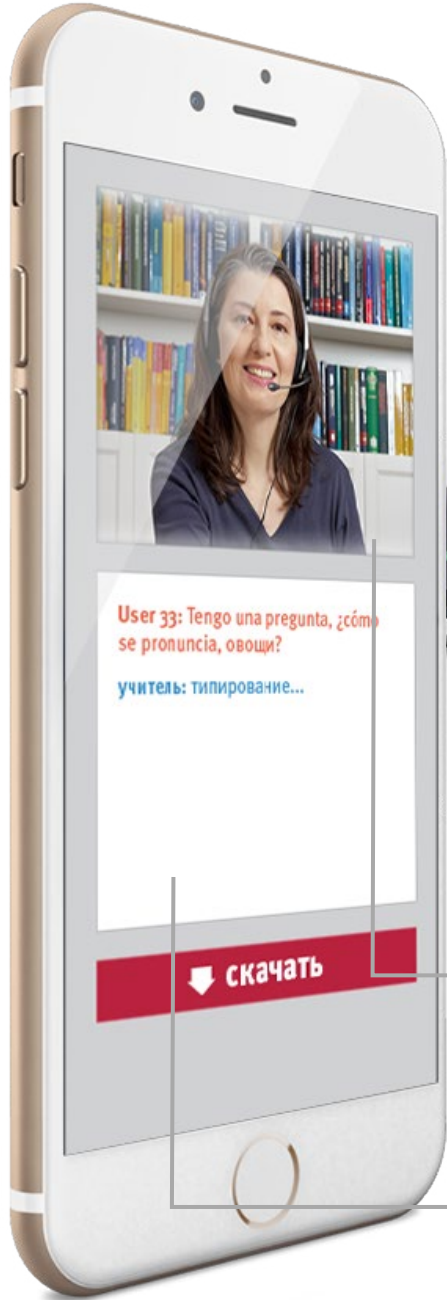 User 33: Tengo una pregunta, ¿cómo
se pronuncia, овощи?
учитель: типирование...
скачать